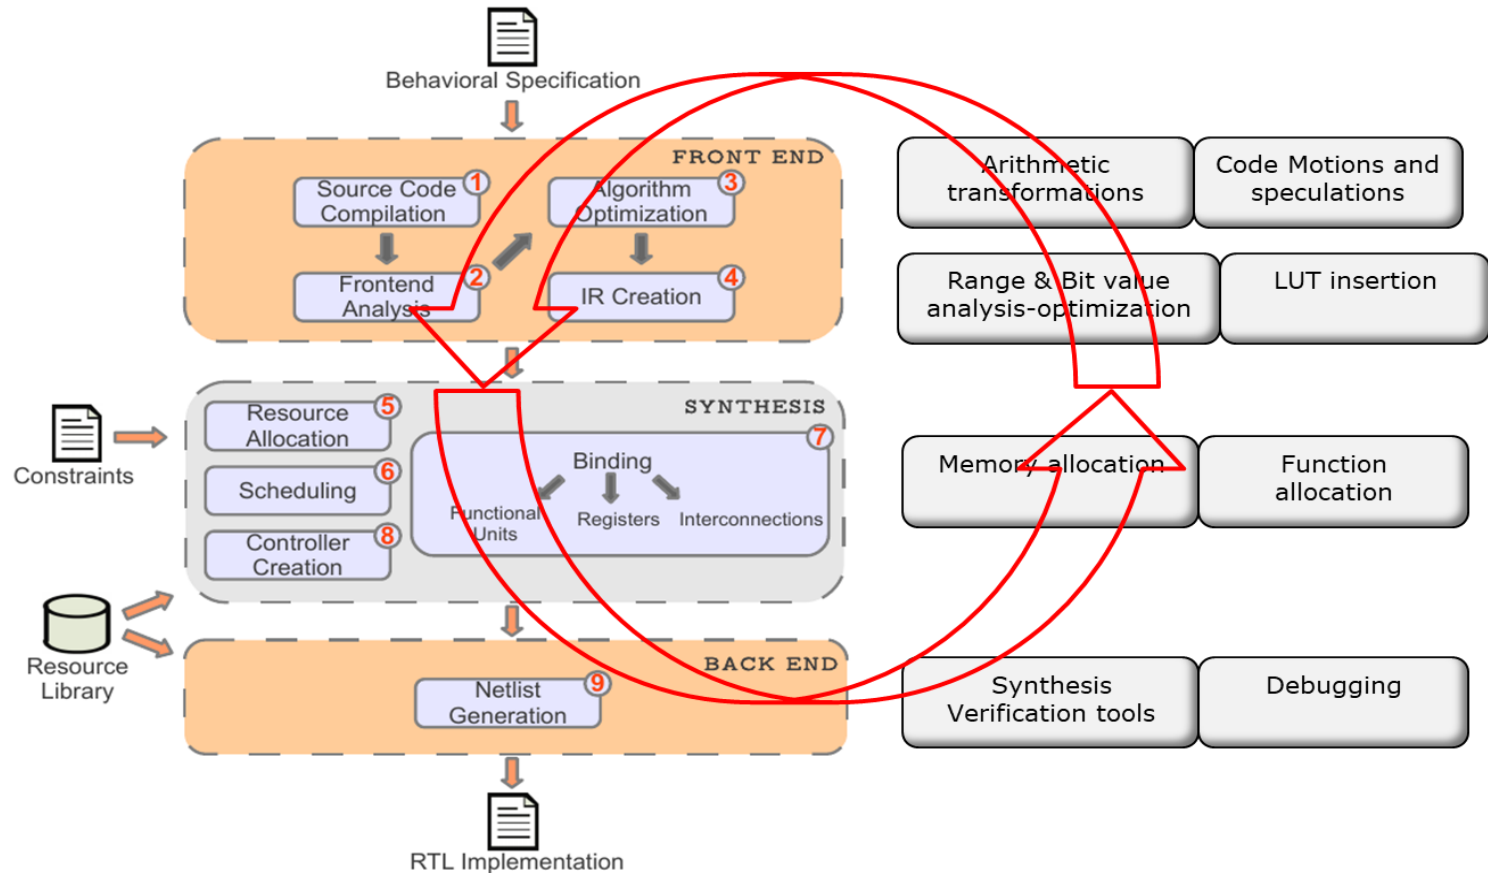 Behavioral Specification
FRONT END
Source Code
Compilation
1
Algorithm
Optimization
3
Frontend
Analysis
2
IR Creation
4
Arithmetic
transformations
Code Motions and
speculations
Range & Bit value
analysis-optimization
LUT insertion
Constraints
SYNTHESIS
Resource
Allocation
5
Scheduling
6
Controller
Creation
8
7
Binding
Functional
Units
Registers
Interconnections
Memory allocation
Function
allocation
Resource
Library
BACK END
Netlist
Generation
9
Synthesis
Verification tools
Debugging
RTL Implementation